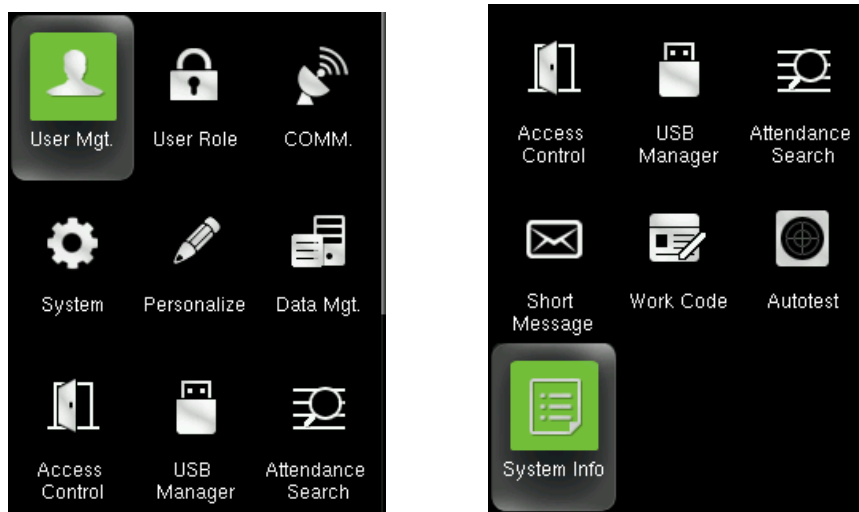 User Mgt.
User Role
COMM.
System
Personalize
Data Mgt.
Access
Control
USB
Manager
Attendance
Search
Access
Control
USB
Manager
Attendance
Search
Short
Message
Work Code
Autotest
System Info